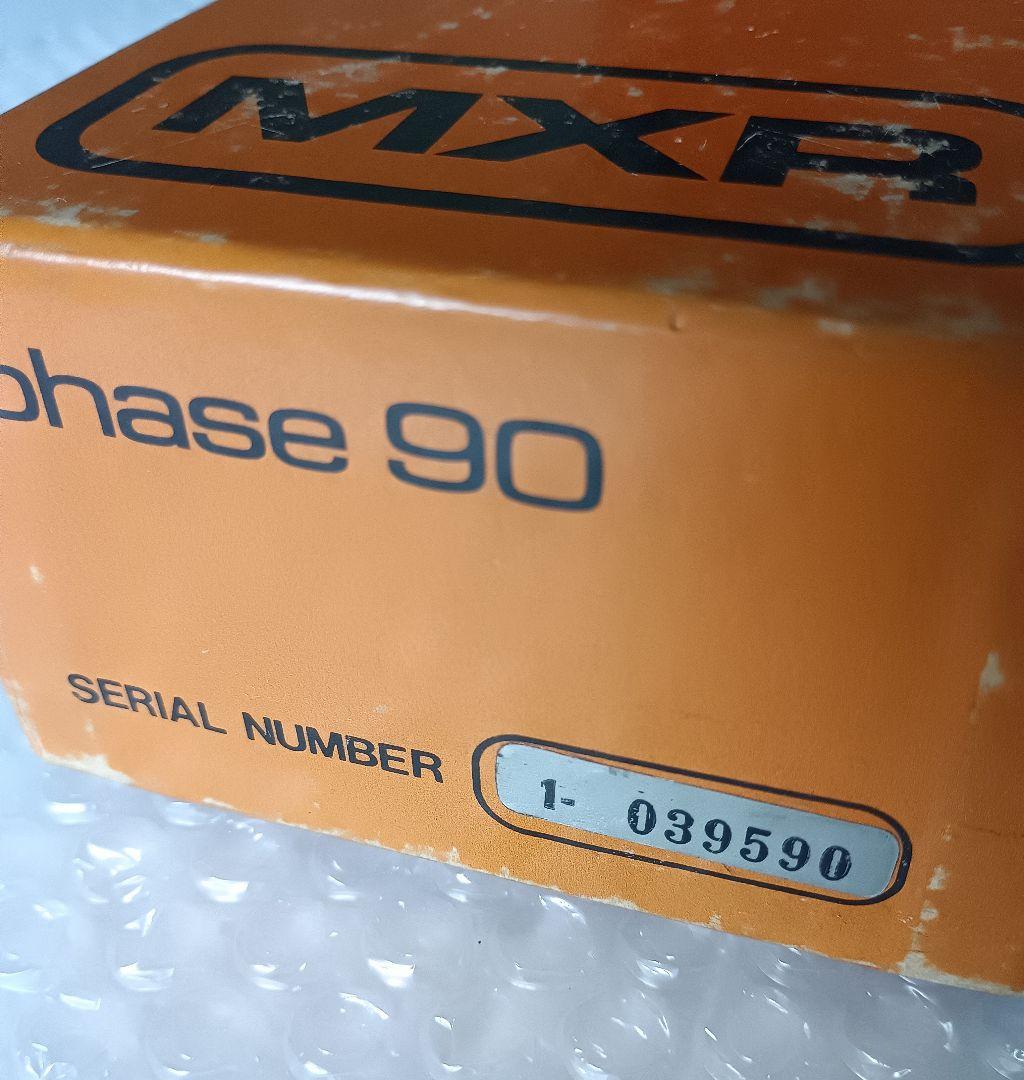 MXR
phase 90
SERIAL NUMBER 1- 039590